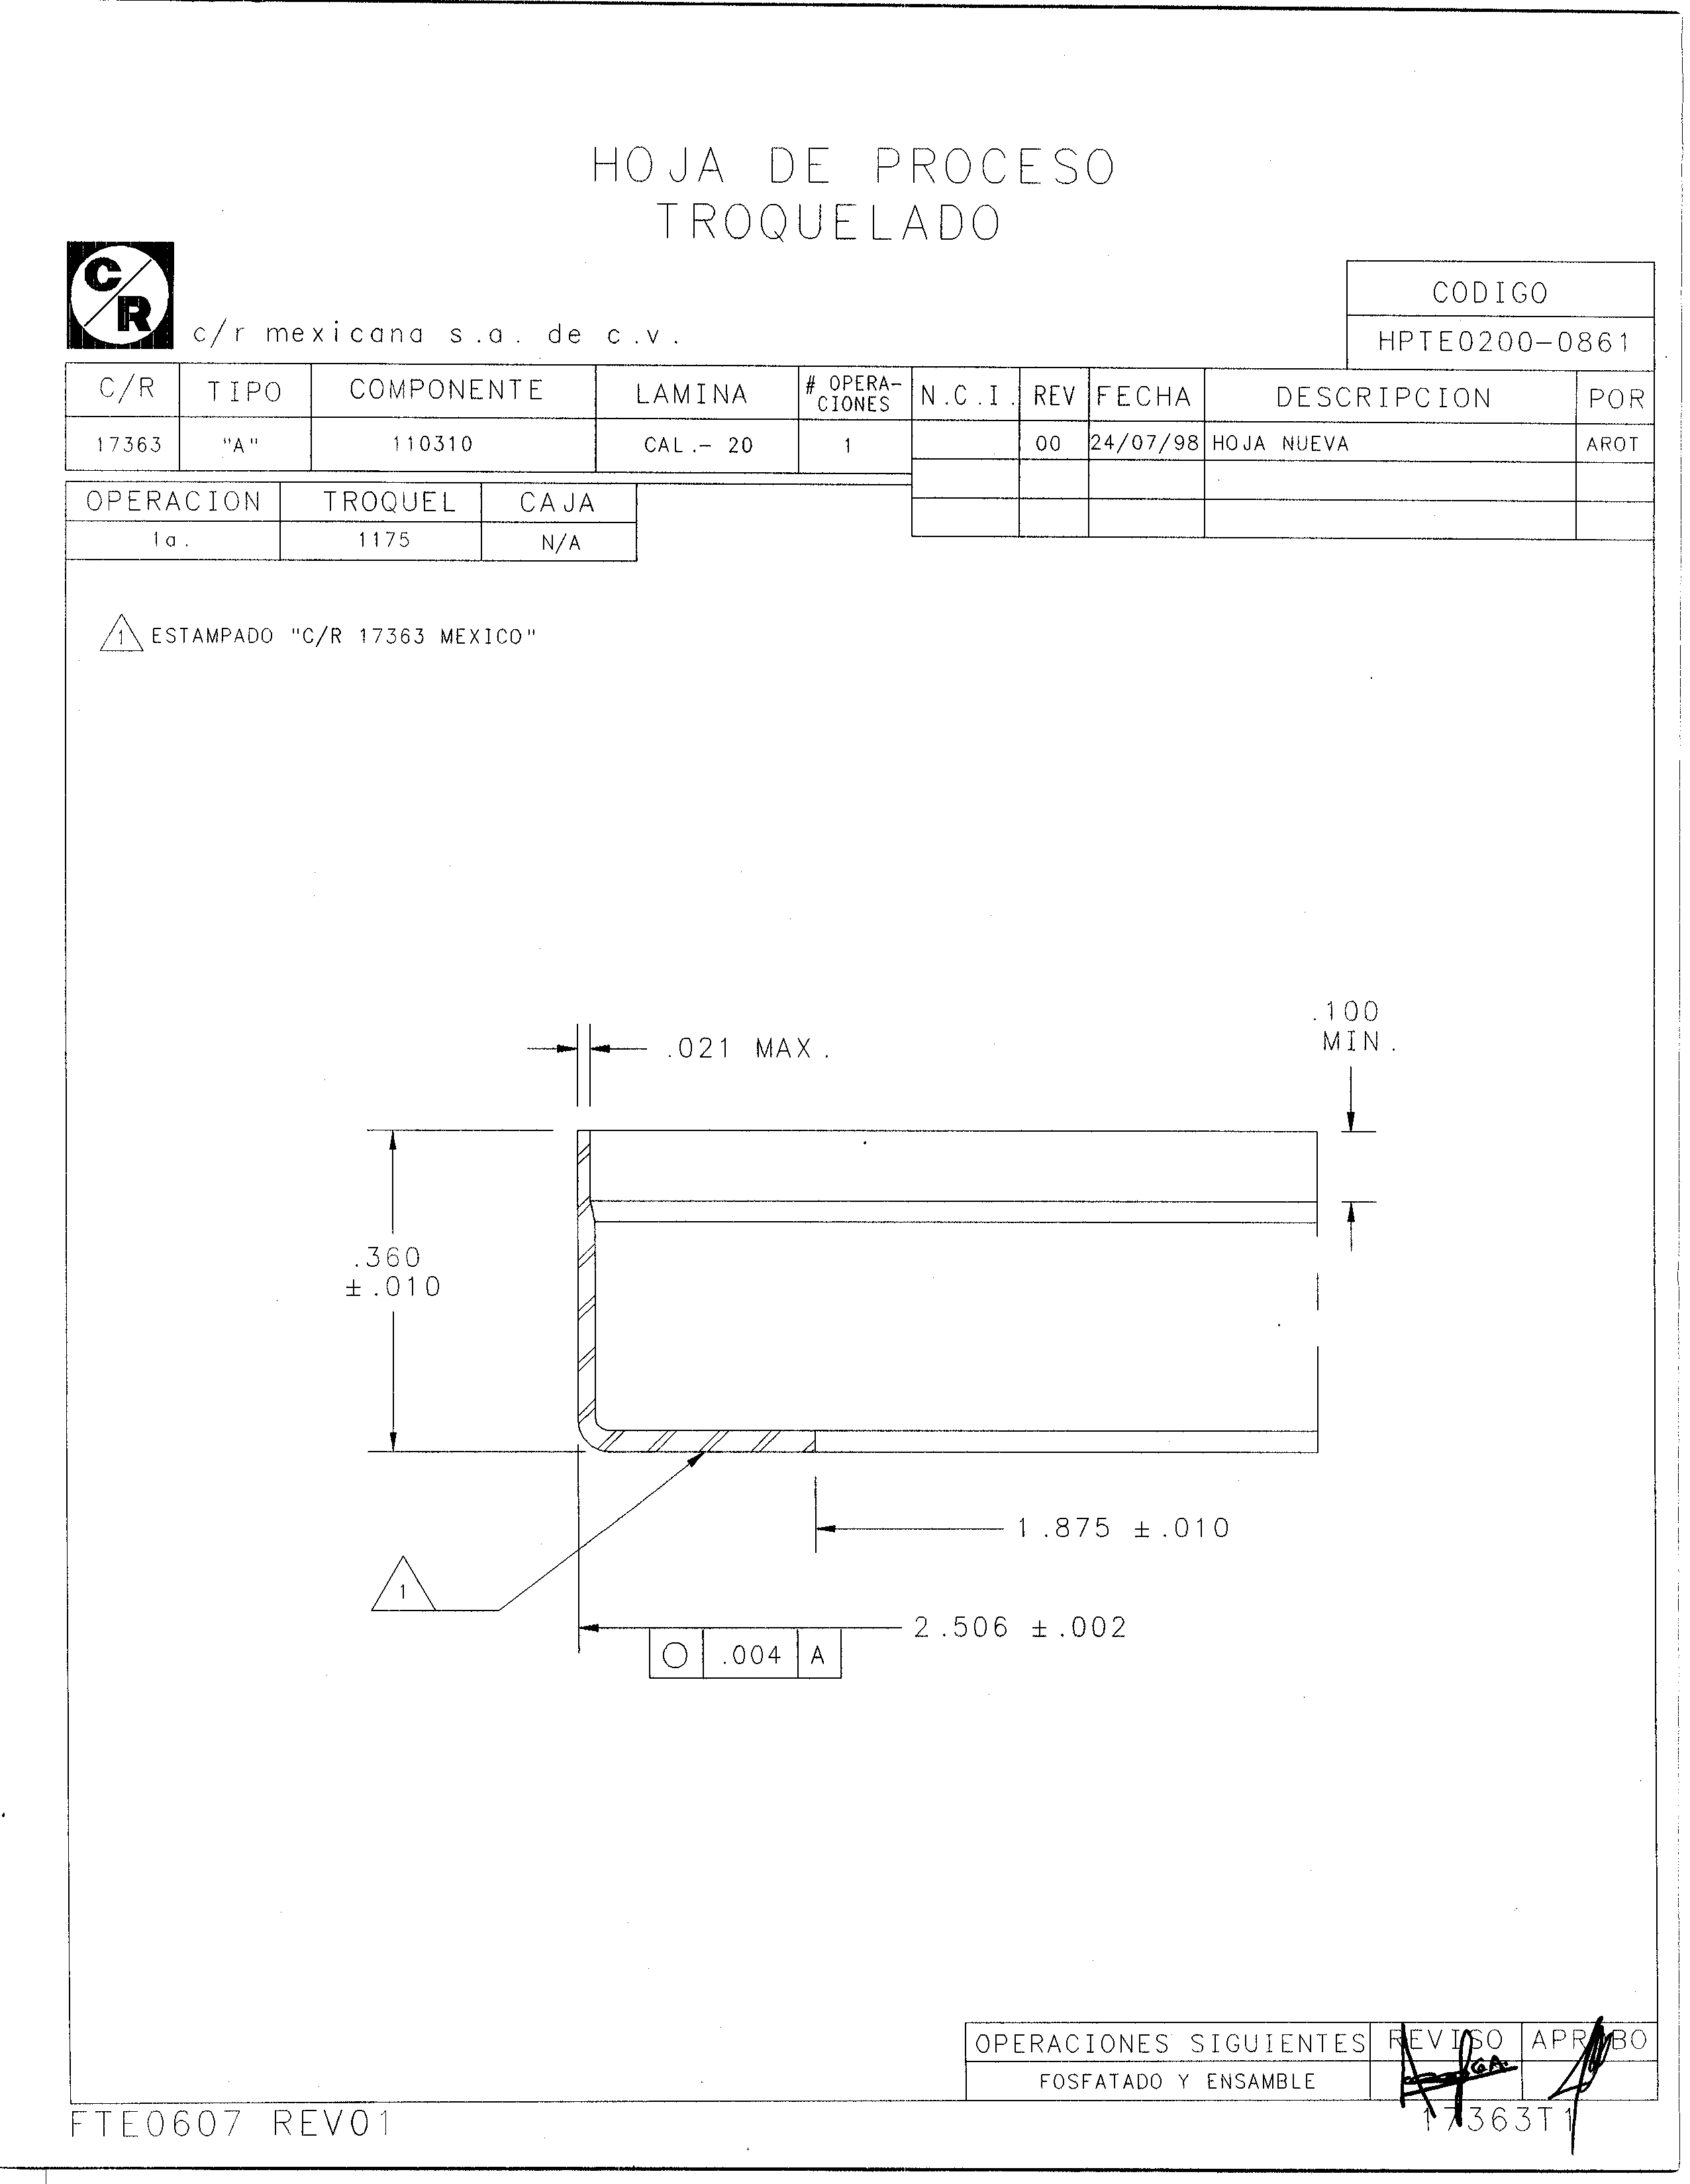 HOJA DE PROCESO
TROQUELADO
C/R
c/r mexicana s.a. de c.v.
CODIGO
HPTE0200-0861
C/R TIPO COMPONENTE LAMINA # OPERA-CIONES N.C.I. REV FECHA DESCRIPCION POR
17363 "A" 110310 CAL.- 20 1 00 24/07/98 HOJA NUEVA AROT
OPERACION TROQUEL CAJA
1a. 1175 N/A
1 ESTAMPADO "C/R 17363 MEXICO"
.100
MIN.
.021 MAX.
.360
±.010
1.875 ±.010
1
2.506 ±.002
.004 A
OPERACIONES SIGUIENTES REVISO APROBO
FOSFATADO Y ENSAMBLE
FTE0607 REV01
17363T1